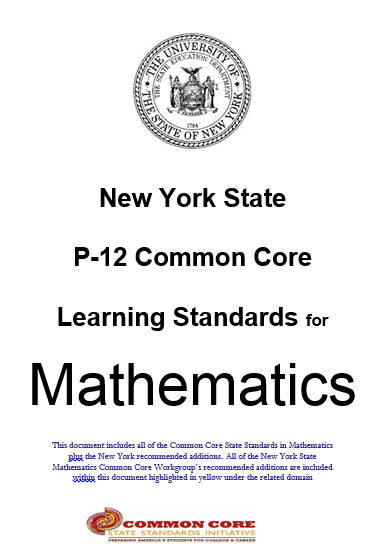 THE UNIVERSITY OF
THE STATE OF NEW YORK
THE STATE EDUCATION DEPARTMENT
1784
New York State
P-12 Common Core
Learning Standards for
Mathematics
This document includes all of the Common Core State Standards in Mathematics
plus the New York recommended additions. All of the New York State
Mathematics Common Core Workgroup's recommended additions are included
within this document highlighted in yellow under the related domain
COMMON CORE
STATE STANDARDS INITIATIVE
PREPARING AMERICA'S STUDENTS FOR COLLEGE & CAREER